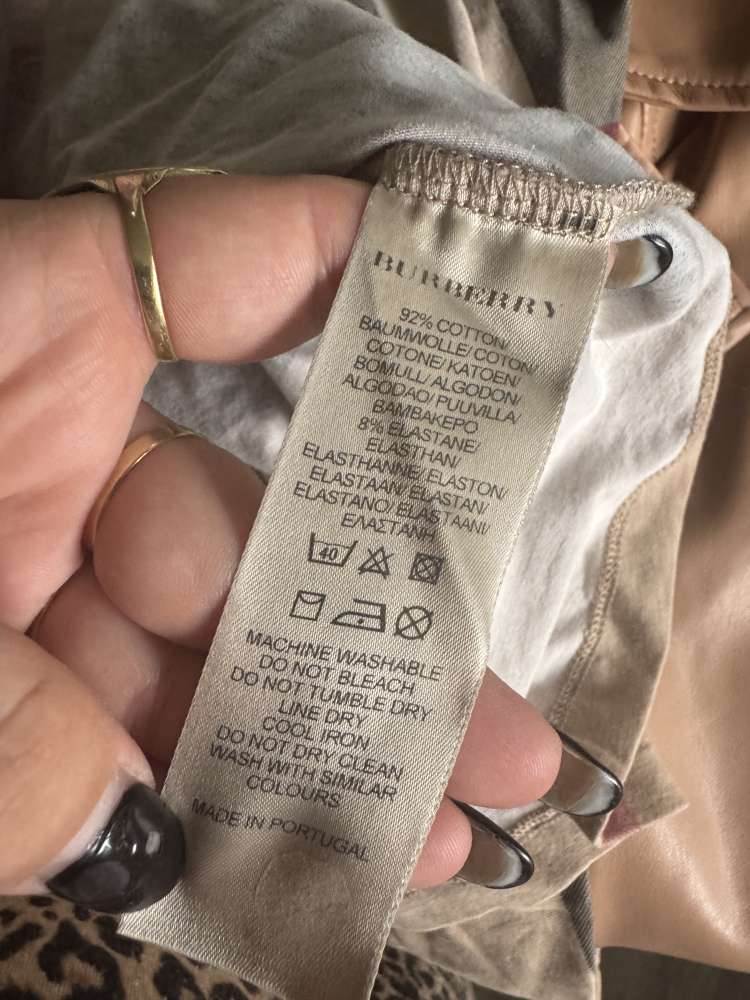 BURBERRY
92% COTTON/
BAUMWOLLE/COTON/
COTONE/KATOEN/
BOMULL/ALGODON/
ALGODAO/PUUVILLA/
BAMBAKEPO
8% ELASTANE/
ELASTHAN/
ELASTHANNE/ELASTON/
ELASTAAN/ELASTAN/
ELASTANO/ELASTAANI/
ΕΛΑΣΤΑΝΗ
40
MACHINE WASHABLE
DO NOT BLEACH
DO NOT TUMBLE DRY
LINE DRY
COOL IRON
DO NOT DRY CLEAN
WASH WITH SIMILAR
COLOURS
MADE IN PORTUGAL